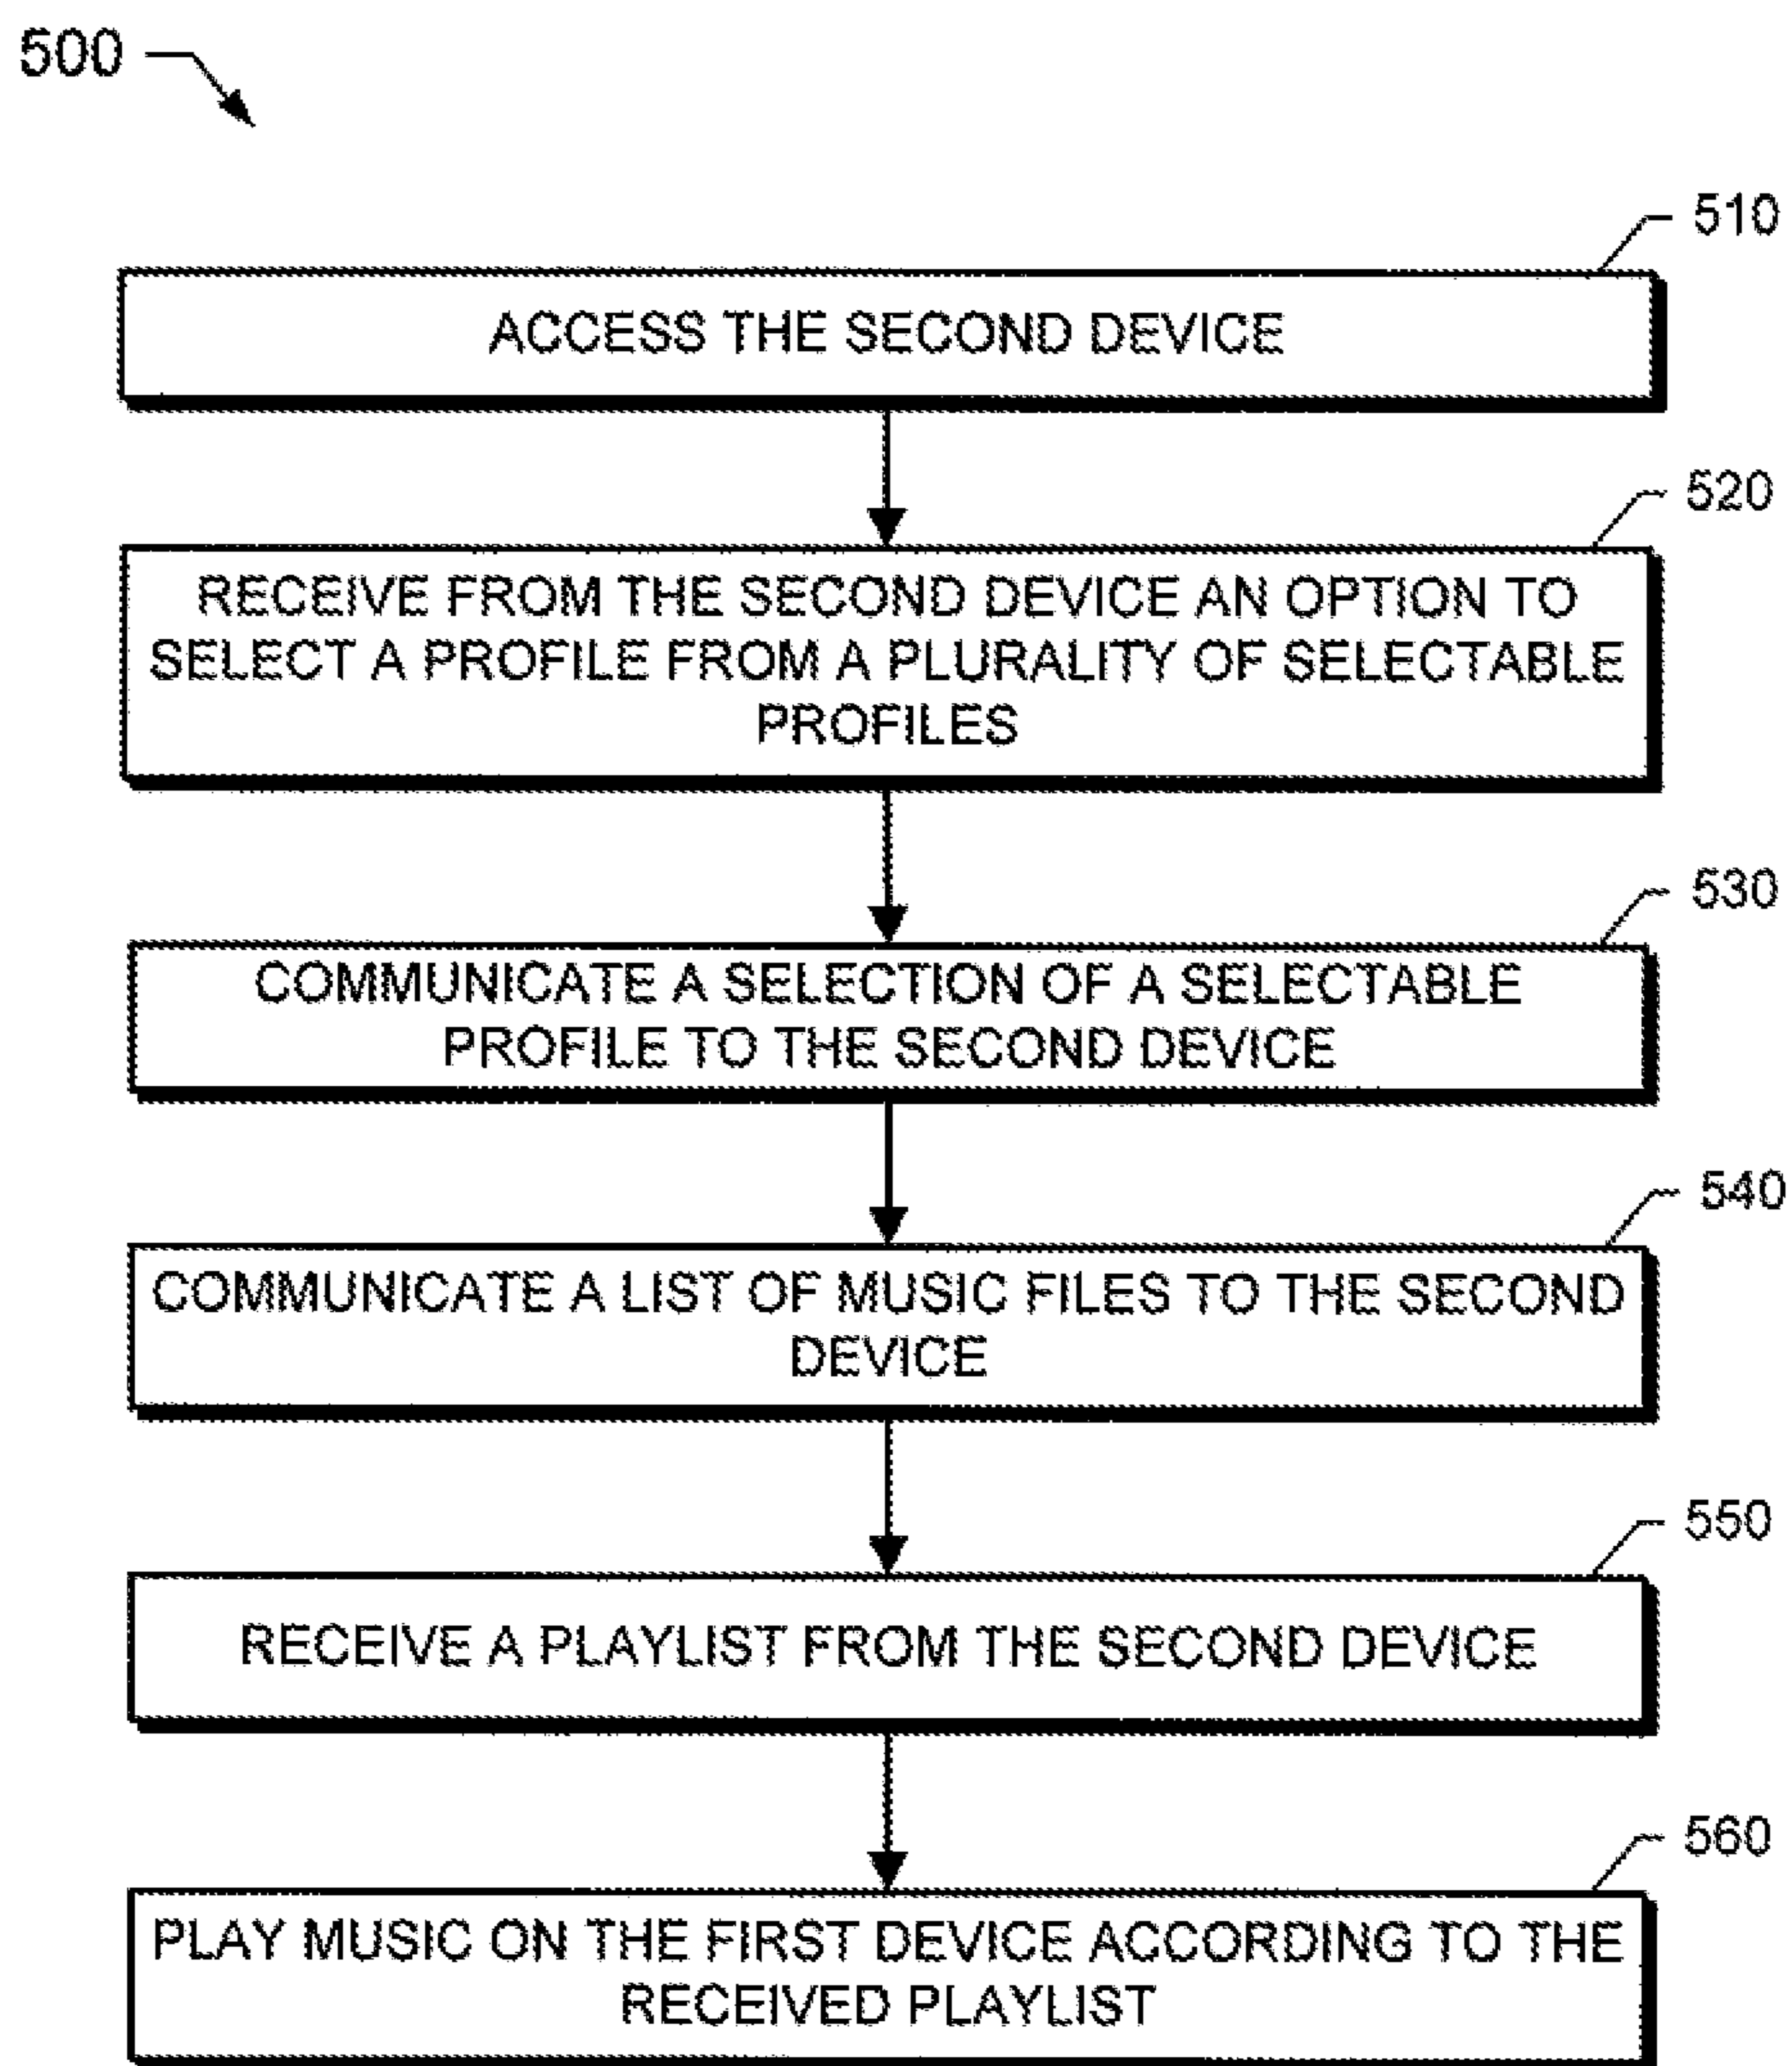 500
510
ACCESS THE SECOND DEVICE
520
RECEIVE FROM THE SECOND DEVICE AN OPTION TO
SELECT A PROFILE FROM A PLURALITY OF SELECTABLE
PROFILES
530
COMMUNICATE A SELECTION OF A SELECTABLE
PROFILE TO THE SECOND DEVICE
540
COMMUNICATE A LIST OF MUSIC FILES TO THE SECOND
DEVICE
550
RECEIVE A PLAYLIST FROM THE SECOND DEVICE
560
PLAY MUSIC ON THE FIRST DEVICE ACCORDING TO THE
RECEIVED PLAYLIST